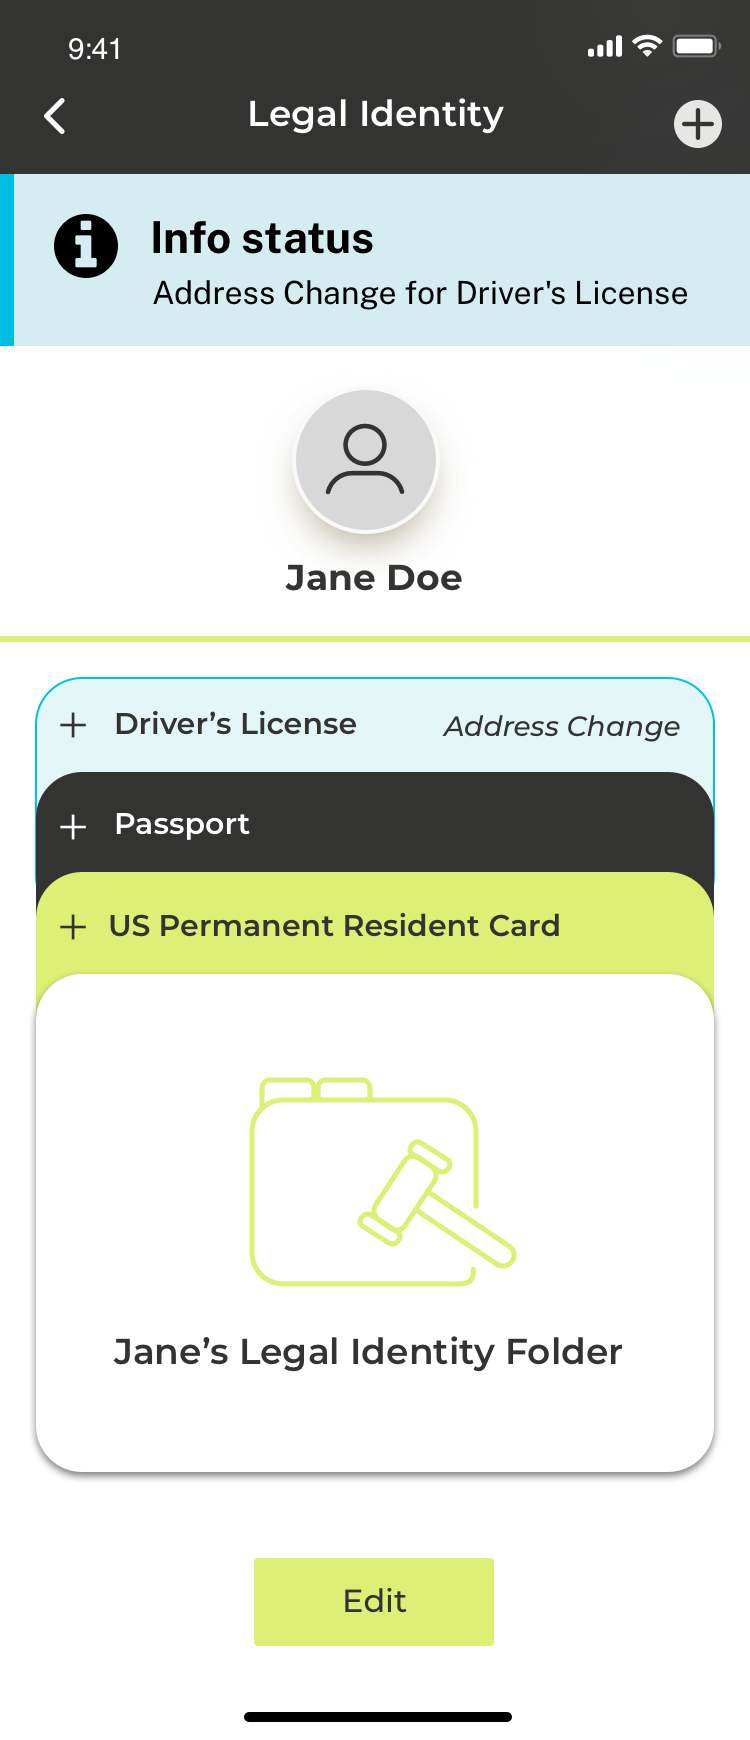 9:41
Legal Identity
Info status
Address Change for Driver's License
Jane Doe
Driver’s License Address Change
Passport
US Permanent Resident Card
Jane’s Legal Identity Folder
Edit